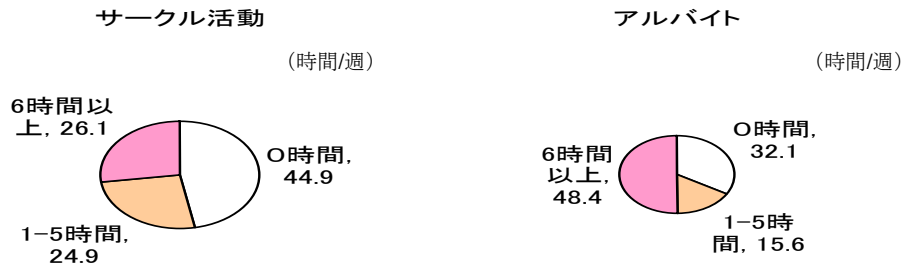 サークル活動
（時間/週）
6時間以
上, 26.1
0時間,
44.9
1-5時間,
24.9
アルバイト
（時間/週）
6時間
以上,
48.4
0時間,
32.1
1-5時
間, 15.6